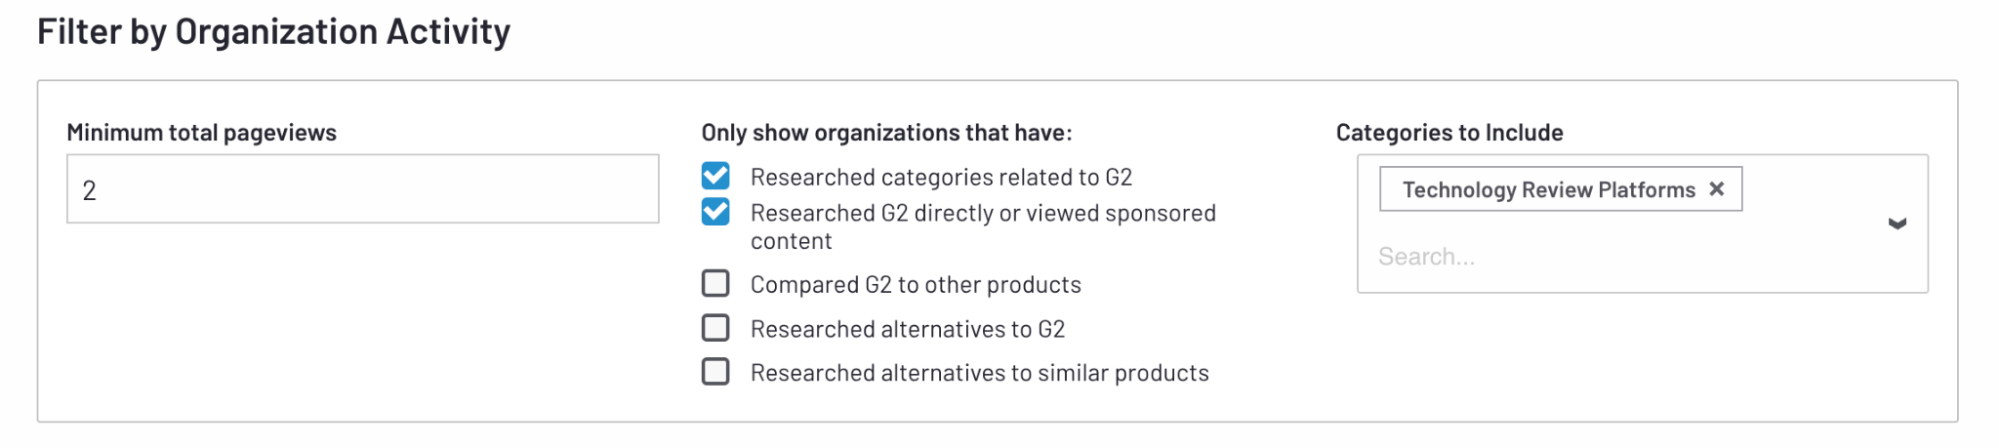 Filter by Organization Activity
Minimum total pageviews
2
Only show organizations that have:
Researched categories related to G2
Researched G2 directly or viewed sponsored
content
Compared G2 to other products
Researched alternatives to G2
Researched alternatives to similar products
Categories to Include
Technology Review Platforms ×
Search...